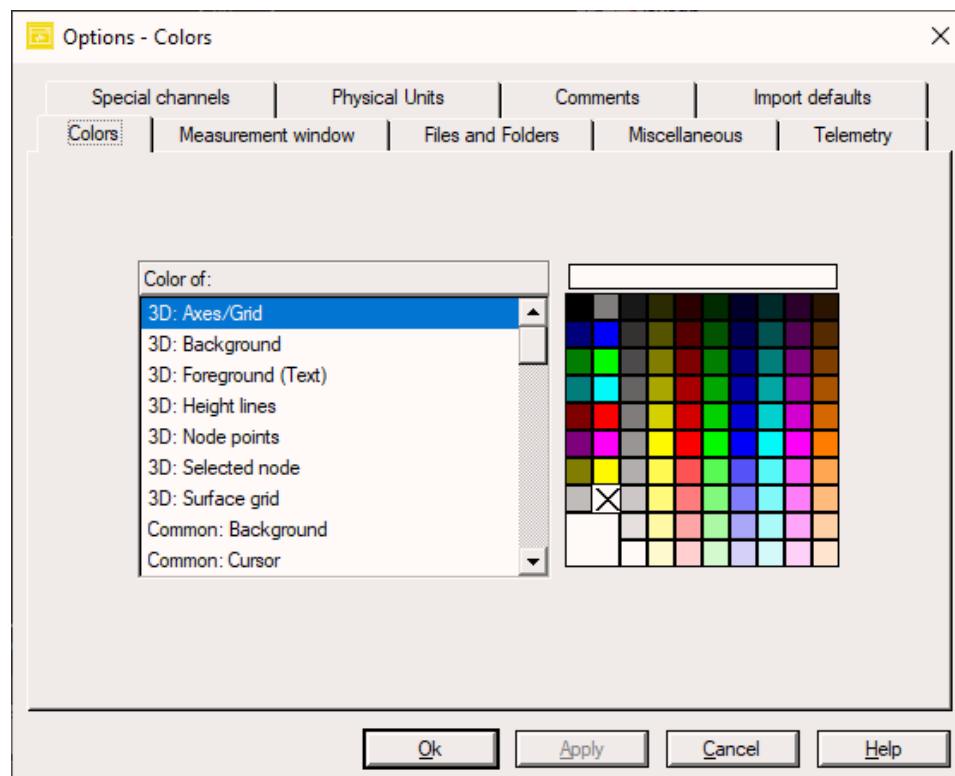 Options - Colors
Special channels Physical Units Comments Import defaults
Colors Measurement window Files and Folders Miscellaneous Telemetry
Color of:
3D: Axes/Grid
3D: Background
3D: Foreground (Text)
3D: Height lines
3D: Node points
3D: Selected node
3D: Surface grid
Common: Background
Common: Cursor
Ok Apply Cancel Help